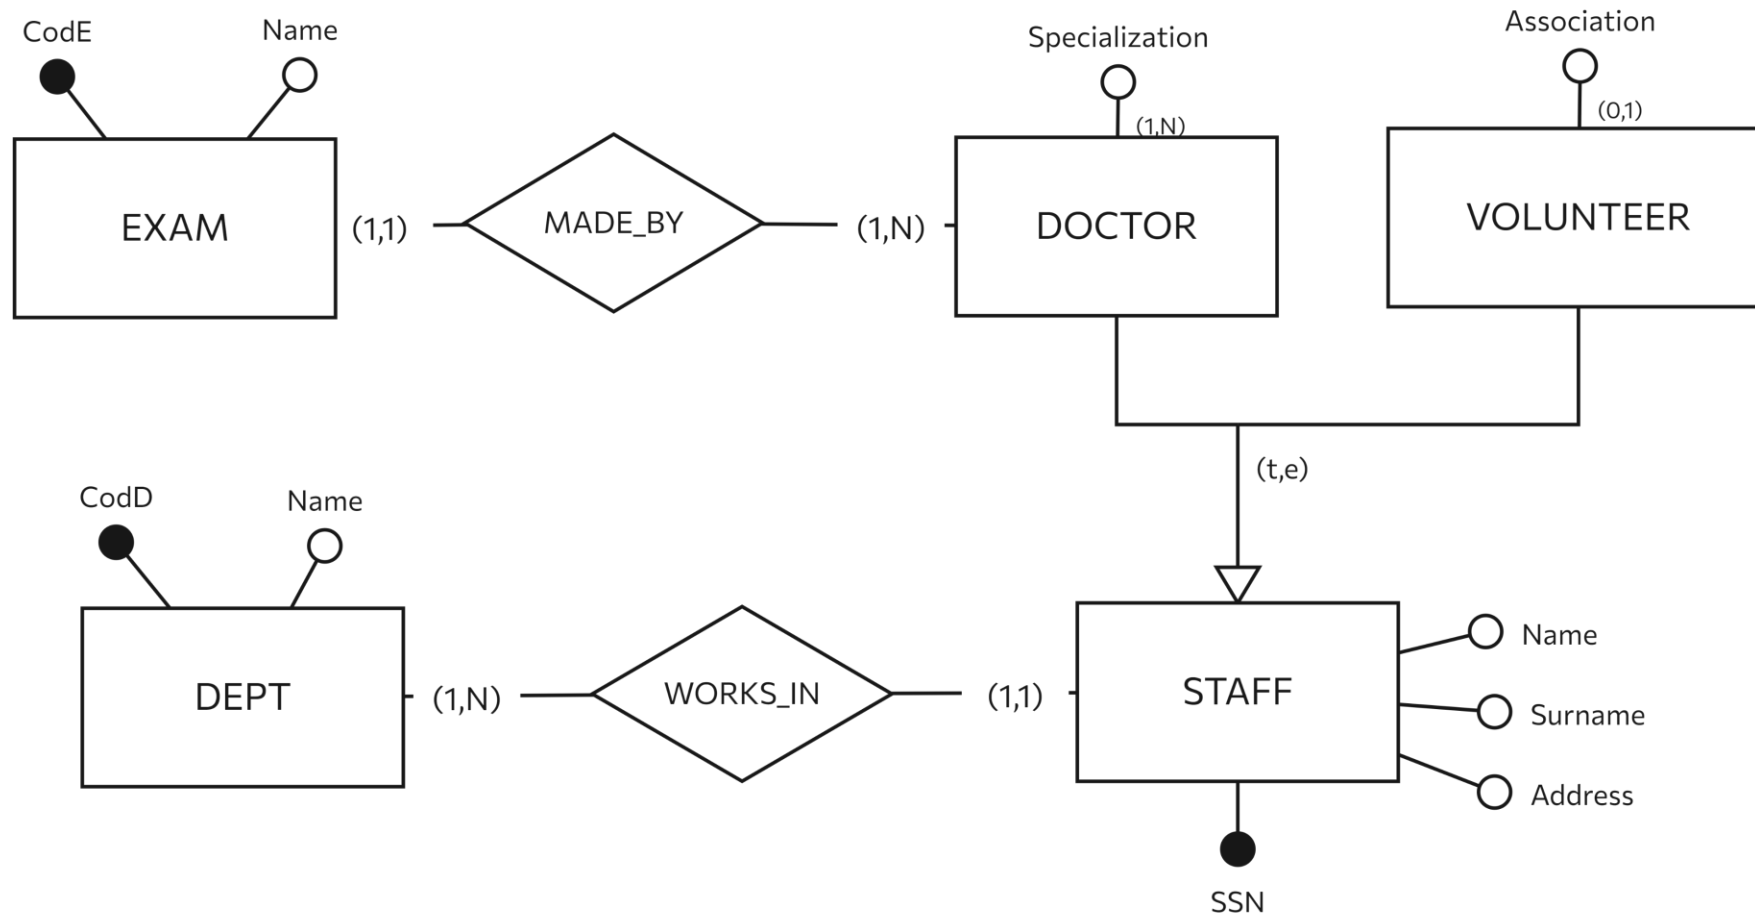 CodE
Name
Specialization
Association
(1,N)
(0,1)
EXAM
(1,1)
MADE_BY
(1,N)
DOCTOR
VOLUNTEER
(t,e)
CodD
Name
DEPT
(1,N)
WORKS_IN
(1,1)
STAFF
Name
Surname
Address
SSN